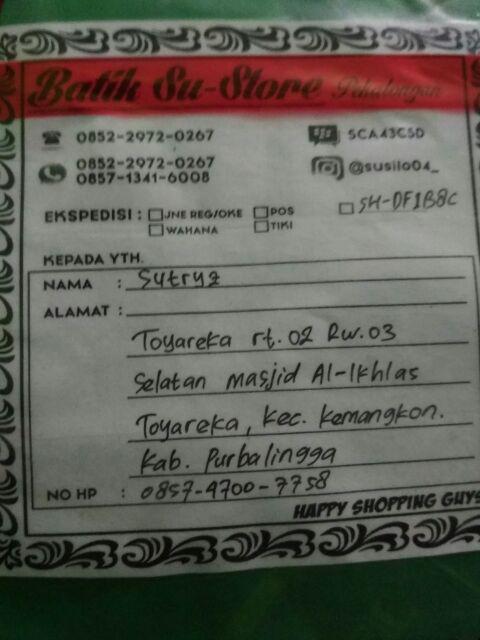 Batik Su-Store Pekalongan
0852-2972-0267
5CA43C5D
0852-2972-0267
0857-1341-6008
@susilo04_
EKSPEDISI : JNE REG/OKE POS SH-DF1B8C
WAHANA TIKI
KEPADA YTH.
NAMA : Sutryz
ALAMAT :
Toyareka rt. 02 Rw. 03
Selatan masjid Al-Ikhlas
Toyareka, Kec. Kemangkon.
Kab. Purbalingga
NO HP : 0857-4700-7758
HAPPY SHOPPING GUYS